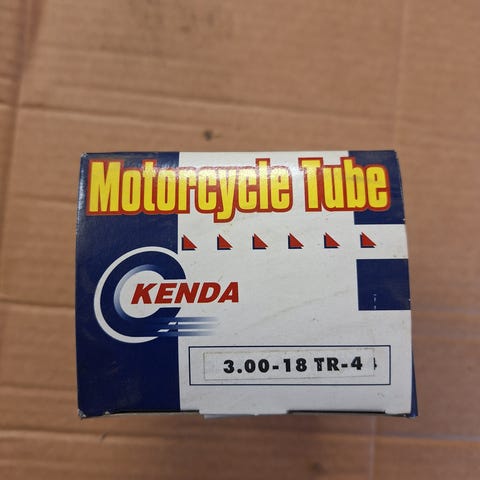 Motorcycle Tube
KENDA
3.00-18 TR-4